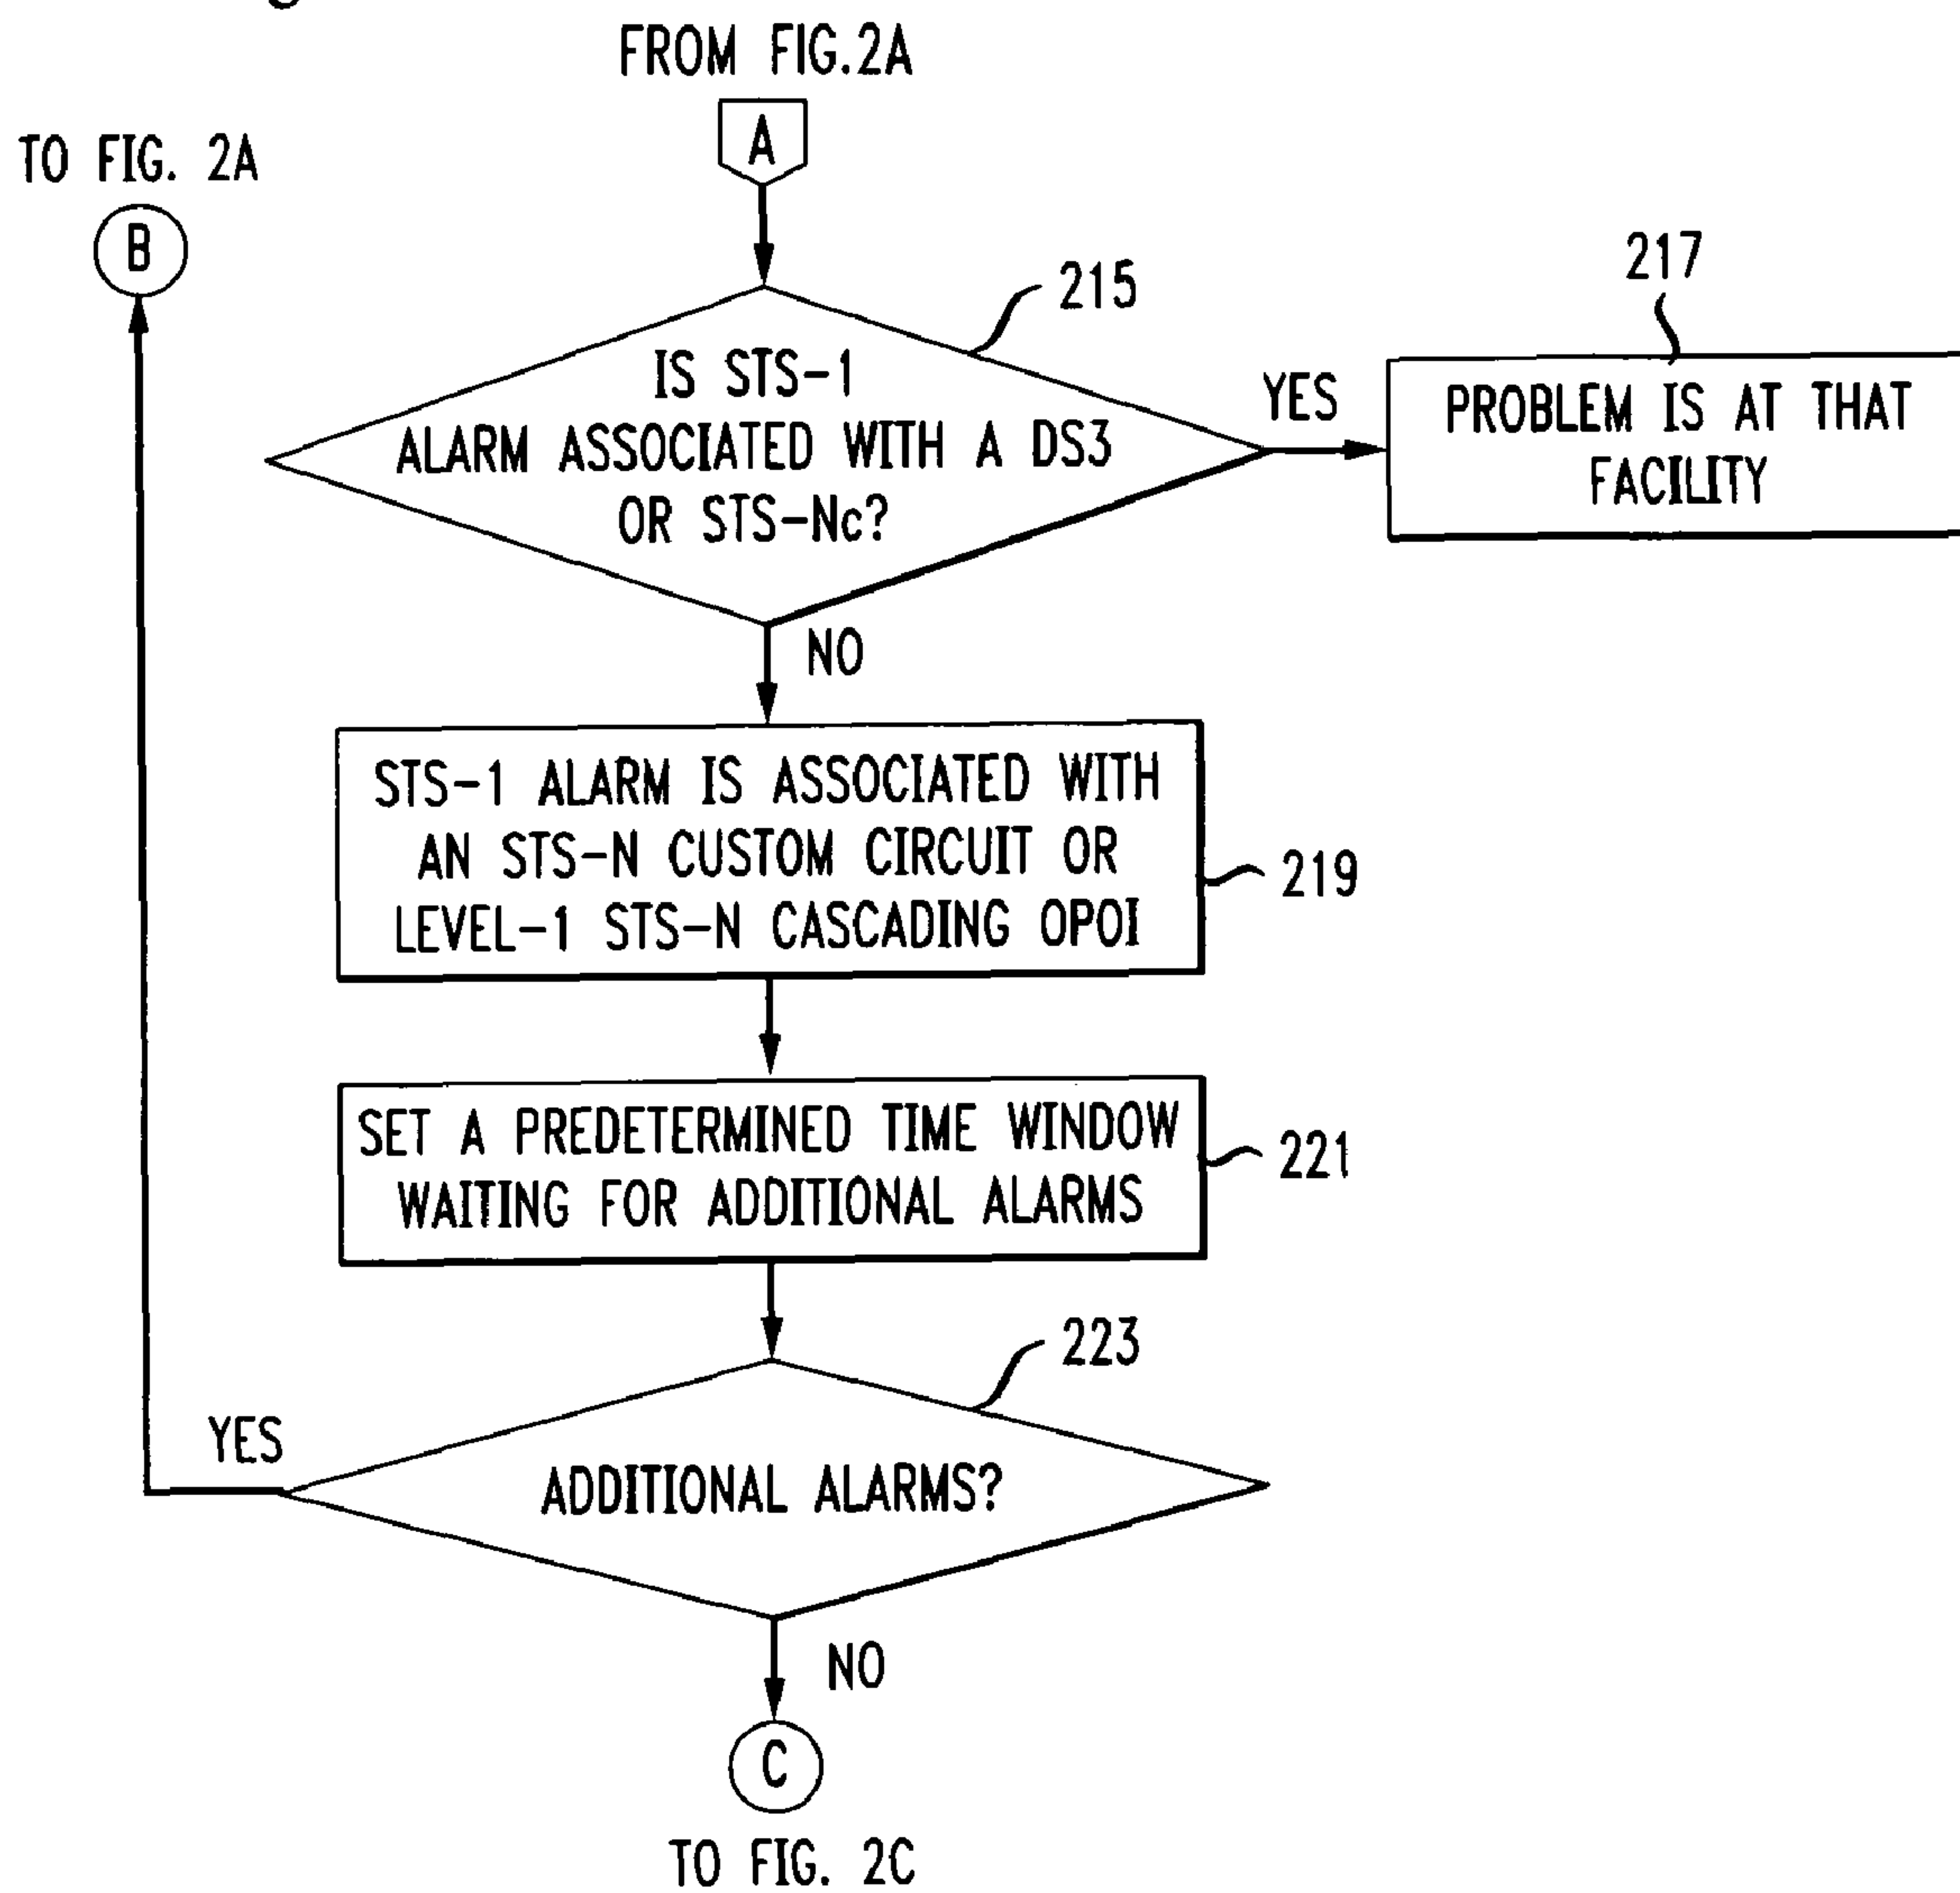 FROM FIG.2A
A
TO FIG. 2A
B
215
217
IS STS-1
ALARM ASSOCIATED WITH A DS3
OR STS-Nc?
YES
PROBLEM IS AT THAT
FACILITY
NO
STS-1 ALARM IS ASSOCIATED WITH
AN STS-N CUSTOM CIRCUIT OR
LEVEL-1 STS-N CASCADING OPOI
219
SET A PREDETERMINED TIME WINDOW
WAITING FOR ADDITIONAL ALARMS
221
223
YES
ADDITIONAL ALARMS?
NO
C
TO FIG. 2C